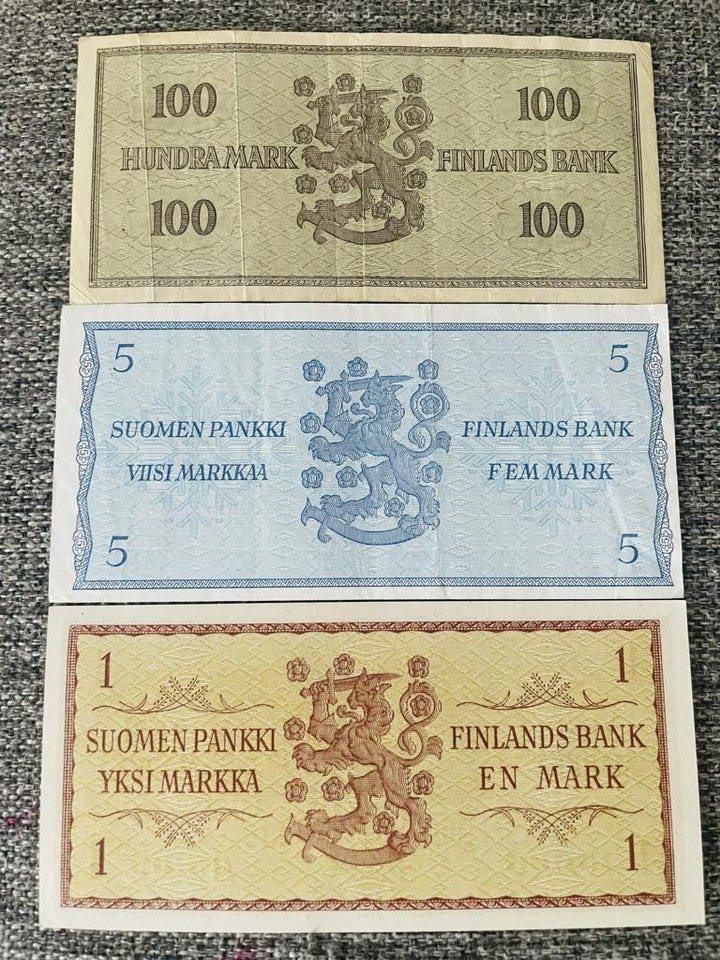 100 100
HUNDRA MARK FINLANDS BANK
100 100
5 5
SUOMEN PANKKI FINLANDS BANK
VIISI MARKKAA FEM MARK
5 5
1 1
SUOMEN PANKKI FINLANDS BANK
YKSI MARKKA EN MARK
1 1